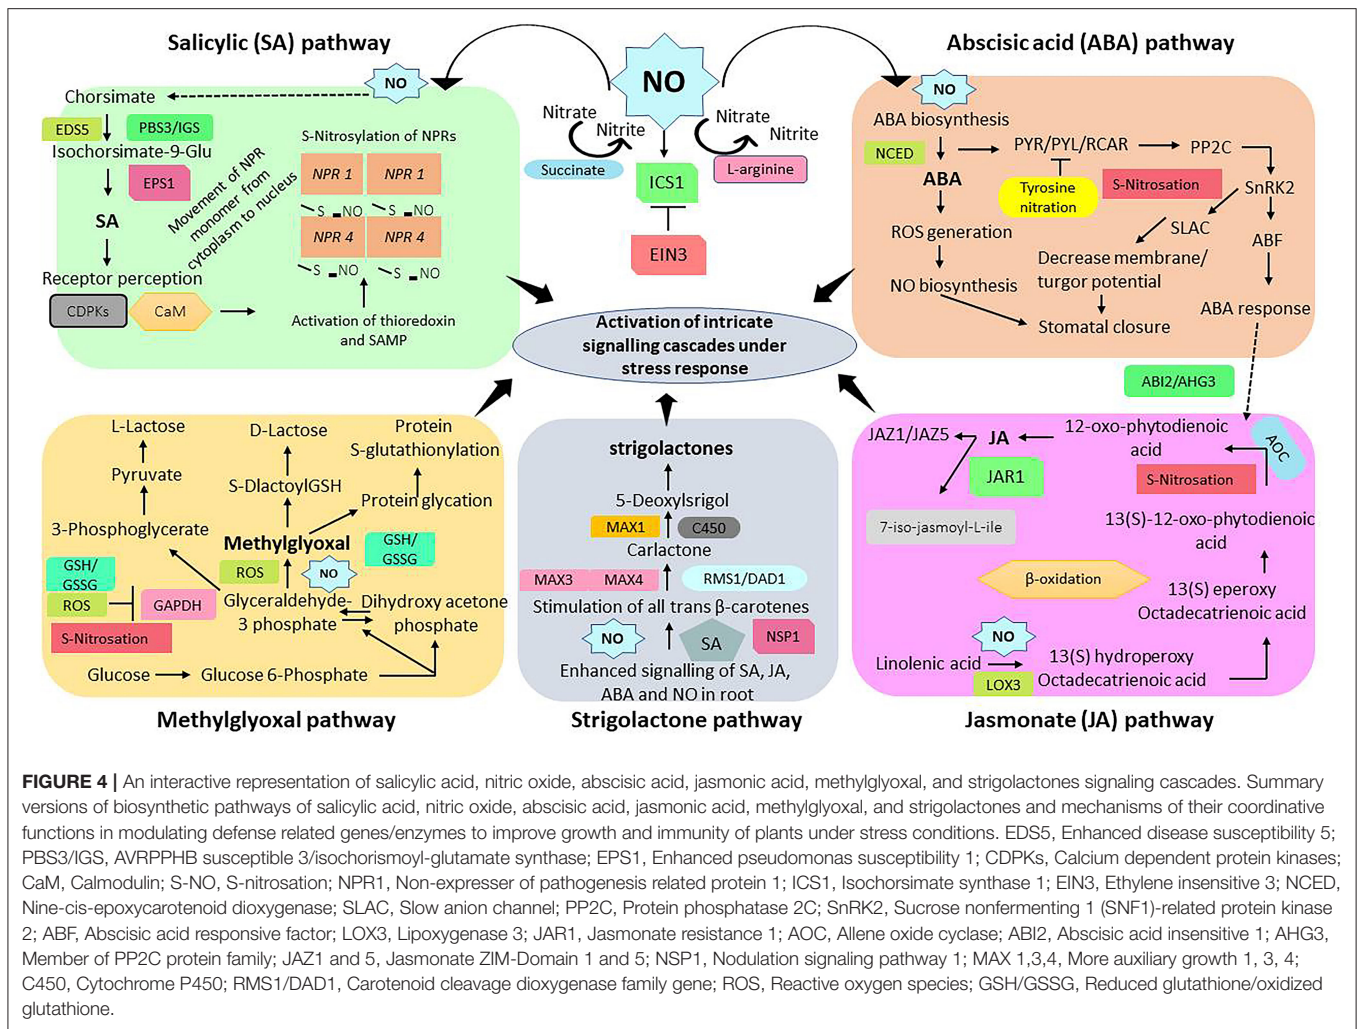 Salicylic (SA) pathway
NO
Chorsimate
EDS5
PBS3/IGS
Isochorsimate-9-Glu
EPS1
SA
Receptor perception
CDPKs
CaM
Movement of NPR
monomer from
cytoplasm to nucleus
S-Nitrosylation of NPRs
NPR 1
NPR 1
S
NO
S
NO
NPR 4
NPR 4
S
NO
S
NO
Activation of thioredoxin
and SAMP
NO
Nitrate
Nitrite
Succinate
Nitrate
Nitrite
L-arginine
ICS1
EIN3
Abscisic acid (ABA) pathway
NO
ABA biosynthesis
NCED
ABA
ROS generation
NO biosynthesis
PYR/PYL/RCAR
PP2C
Tyrosine
nitration
S-Nitrosation
SnRK2
SLAC
ABF
Decrease membrane/
turgor potential
Stomatal closure
ABA response
Activation of intricate
signalling cascades under
stress response
ABI2/AHG3
L-Lactose
Pyruvate
3-Phosphoglycerate
D-Lactose
S-DlactoylGSH
Methylglyoxal
Protein
S-glutathionylation
Protein glycation
GSH/
GSSG
ROS
NO
GSH/
GSSG
ROS
GAPDH
S-Nitrosation
Glyceraldehyde-
3 phosphate
Dihydroxy acetone
phosphate
Glucose
Glucose 6-Phosphate
Methylglyoxal pathway
strigolactones
5-Deoxylsrigol
MAX1
C450
Carlactone
MAX3
MAX4
RMS1/DAD1
Stimulation of all trans β-carotenes
NO
SA
NSP1
Enhanced signalling of SA, JA,
ABA and NO in root
Strigolactone pathway
JAZ1/JAZ5
JA
12-oxo-phytodienoic
acid
AOC
JAR1
S-Nitrosation
7-iso-jasmoyl-L-ile
13(S)-12-oxo-phytodienoic
acid
β-oxidation
13(S) eperoxy
Octadecatrienoic acid
NO
Linolenic acid
LOX3
13(S) hydroperoxy
Octadecatrienoic acid
Jasmonate (JA) pathway
FIGURE 4 | An interactive representation of salicylic acid, nitric oxide, abscisic acid, jasmonic acid, methylglyoxal, and strigolactones signaling cascades. Summary
versions of biosynthetic pathways of salicylic acid, nitric oxide, abscisic acid, jasmonic acid, methylglyoxal, and strigolactones and mechanisms of their coordinative
functions in modulating defense related genes/enzymes to improve growth and immunity of plants under stress conditions. EDS5, Enhanced disease susceptibility 5;
PBS3/IGS, AVRPPHB susceptible 3/isochorismoyl-glutamate synthase; EPS1, Enhanced pseudomonas susceptibility 1; CDPKs, Calcium dependent protein kinases;
CaM, Calmodulin; S-NO, S-nitrosation; NPR1, Non-expresser of pathogenesis related protein 1; ICS1, Isochorsimate synthase 1; EIN3, Ethylene insensitive 3; NCED,
Nine-cis-epoxycarotenoid dioxygenase; SLAC, Slow anion channel; PP2C, Protein phosphatase 2C; SnRK2, Sucrose nonfermenting 1 (SNF1)-related protein kinase
2; ABF, Abscisic acid responsive factor; LOX3, Lipoxygenase 3; JAR1, Jasmonate resistance 1; AOC, Allene oxide cyclase; ABI2, Abscisic acid insensitive 1; AHG3,
Member of PP2C protein family; JAZ1 and 5, Jasmonate ZIM-Domain 1 and 5; NSP1, Nodulation signaling pathway 1; MAX 1,3,4, More auxiliary growth 1, 3, 4;
C450, Cytochrome P450; RMS1/DAD1, Carotenoid cleavage dioxygenase family gene; ROS, Reactive oxygen species; GSH/GSSG, Reduced glutathione/oxidized
glutathione.